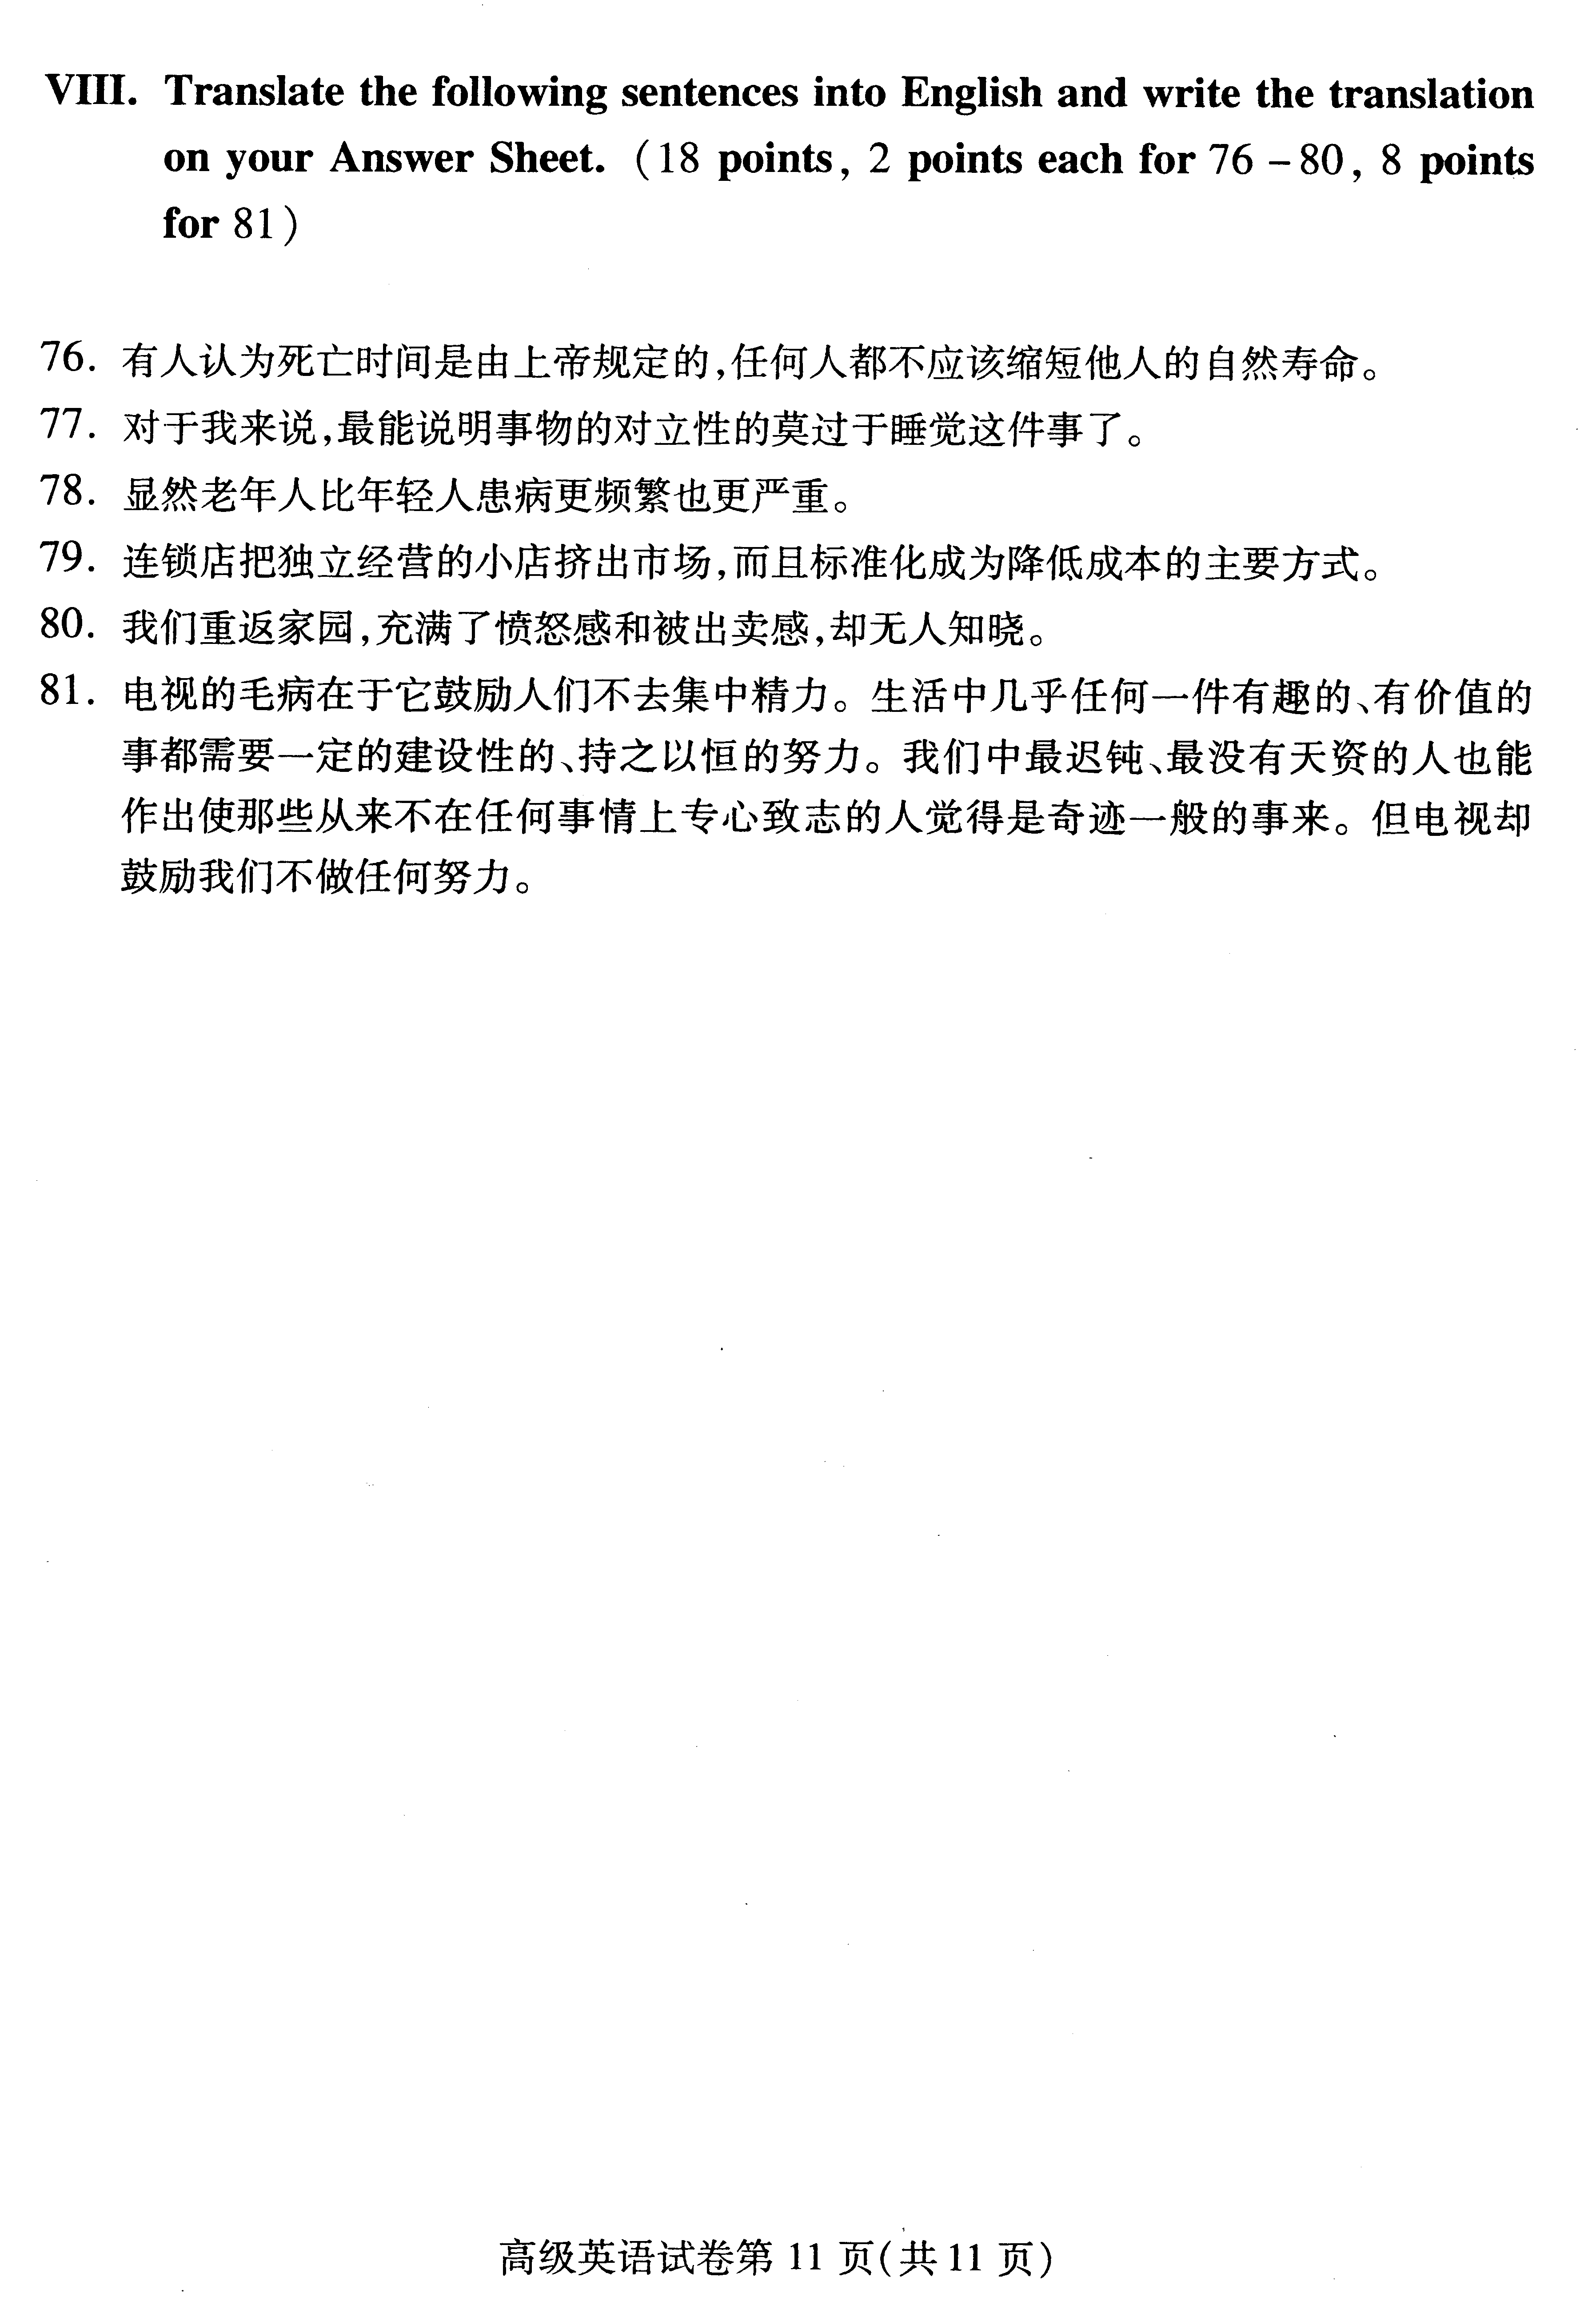 VIII. Translate the following sentences into English and write the translation
on your Answer Sheet. (18 points, 2 points each for 76 – 80, 8 points
for 81)
76. 有人认为死亡时间是由上帝规定的,任何人都不应该缩短他人的自然寿命。
77. 对于我来说,最能说明事物的对立性的莫过于睡觉这件事了。
78. 显然老年人比年轻人患病更频繁也更严重。
79. 连锁店把独立经营的小店挤出市场,而且标准化成为降低成本的主要方式。
80. 我们重返家园,充满了愤怒感和被出卖感,却无人知晓。
81. 电视的毛病在于它鼓励人们不去集中精力。生活中几乎任何一件有趣的、有价值的
事都需要一定的建设性的、持之以恒的努力。我们中最迟钝、最没有天资的人也能
作出使那些从来不在任何事情上专心致志的人觉得是奇迹一般的事来。但电视却
鼓励我们不做任何努力。
高级英语试卷第 11 页(共 11 页)